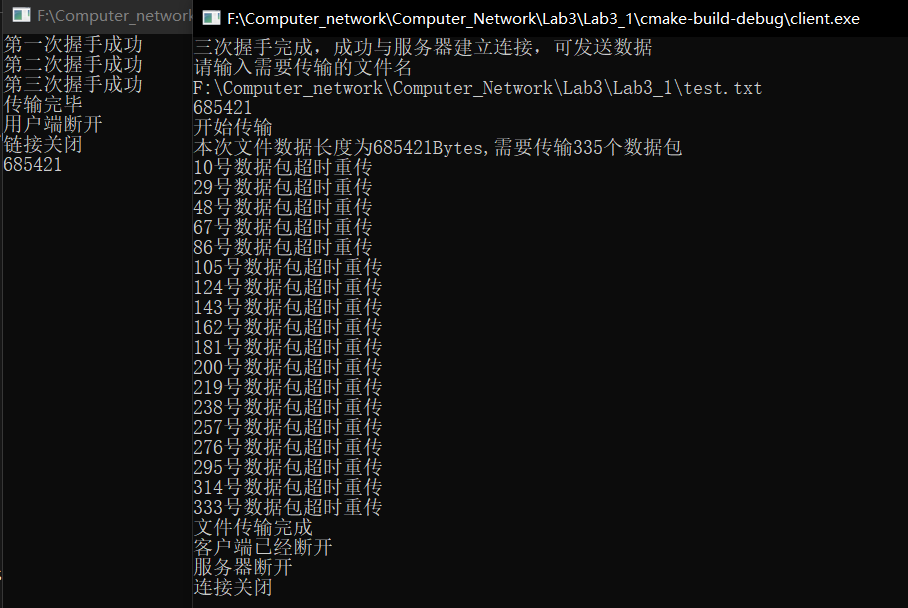 F:\Computer_network
第一次握手成功
第二次握手成功
第三次握手成功
传输完毕
用户端断开
链接关闭
685421
F:\Computer_network\Computer_Network\Lab3\Lab3_1\cmake-build-debug\client.exe
三次握手完成，成功与服务器建立连接，可发送数据
请输入需要传输的文件名
F:\Computer_network\Computer_Network\Lab3\Lab3_1\test.txt
685421
开始传输
本次文件数据长度为685421Bytes,需要传输335个数据包
10号数据包超时重传
29号数据包超时重传
48号数据包超时重传
67号数据包超时重传
86号数据包超时重传
105号数据包超时重传
124号数据包超时重传
143号数据包超时重传
162号数据包超时重传
181号数据包超时重传
200号数据包超时重传
219号数据包超时重传
238号数据包超时重传
257号数据包超时重传
276号数据包超时重传
295号数据包超时重传
314号数据包超时重传
333号数据包超时重传
文件传输完成
客户端已经断开
服务器断开
连接关闭